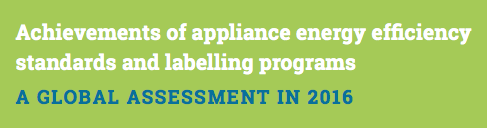 Achievements of appliance energy efficiency
standards and labelling programs
A GLOBAL ASSESSMENT IN 2016